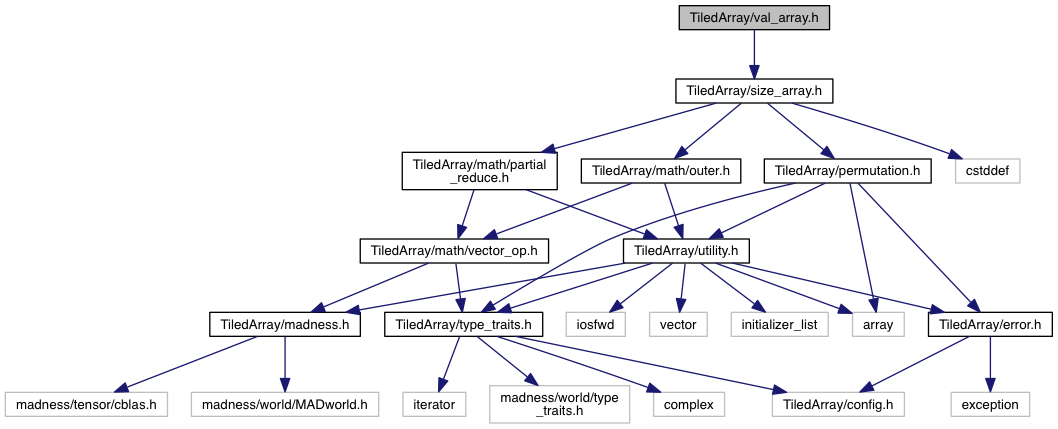 TiledArray/val_array.h
TiledArray/size_array.h
TiledArray/math/partial
_reduce.h
TiledArray/math/outer.h
TiledArray/permutation.h
cstddef
TiledArray/math/vector_op.h
TiledArray/utility.h
TiledArray/madness.h
TiledArray/type_traits.h
iosfwd
vector
initializer_list
array
TiledArray/error.h
madness/tensor/cblas.h
madness/world/MADworld.h
iterator
madness/world/type
_traits.h
complex
TiledArray/config.h
exception